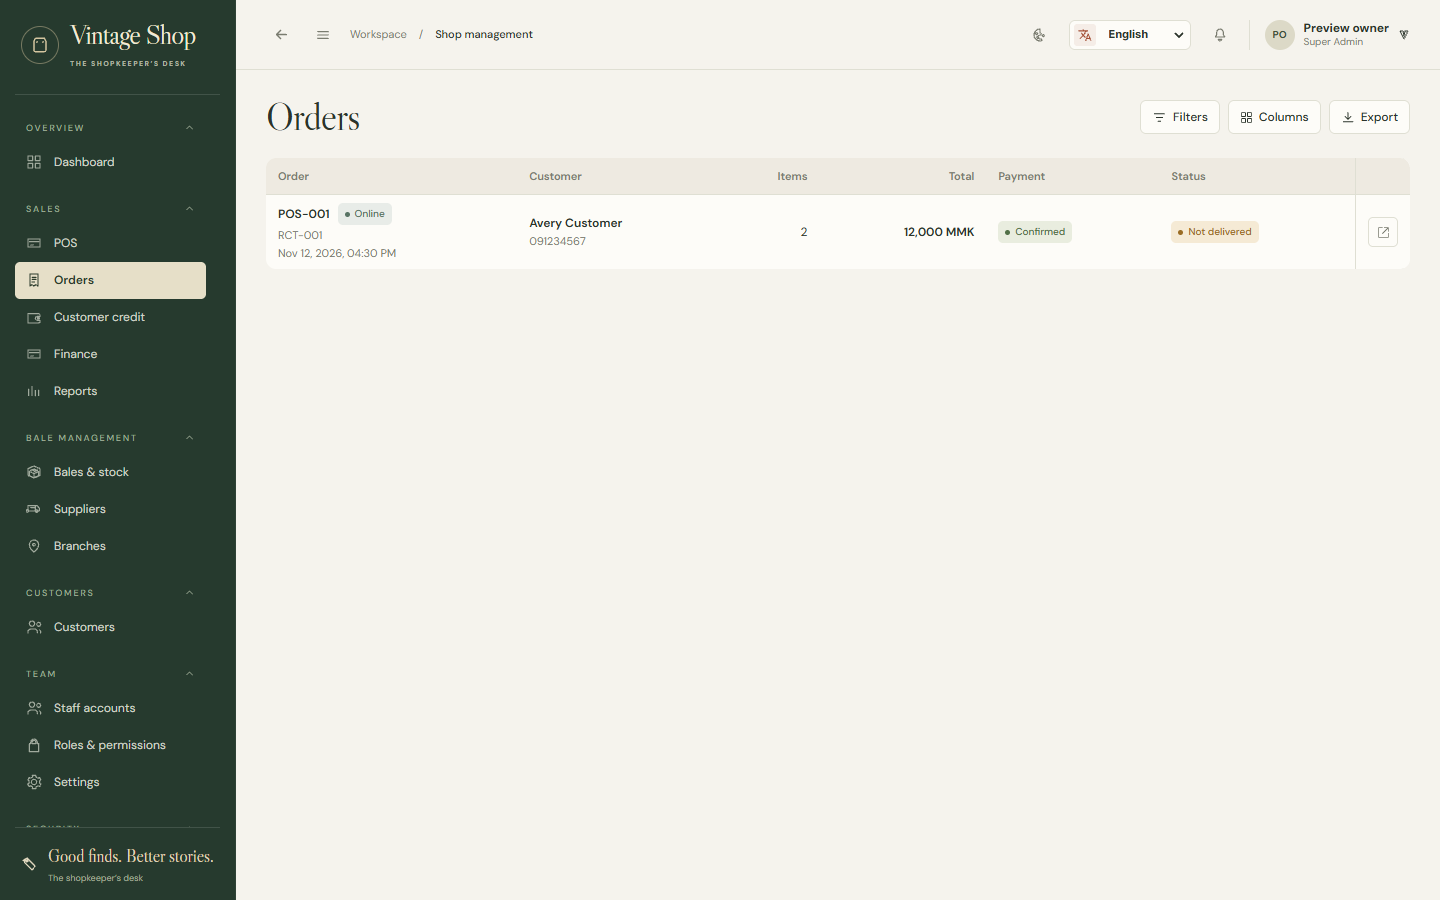 Vintage Shop
THE SHOPKEEPER'S DESK
OVERVIEW
Dashboard
SALES
POS
Orders
Customer credit
Finance
Reports
BALE MANAGEMENT
Bales & stock
Suppliers
Branches
CUSTOMERS
Customers
TEAM
Staff accounts
Roles & permissions
Settings
Good finds. Better stories.
The shopkeeper's desk
Workspace / Shop management
English
PO
Preview owner
Super Admin
Orders
Filters
Columns
Export
Order Customer Items Total Payment Status
POS-001 Online
RCT-001
Nov 12, 2026, 04:30 PM
Avery Customer
091234567
2
12,000 MMK
Confirmed
Not delivered